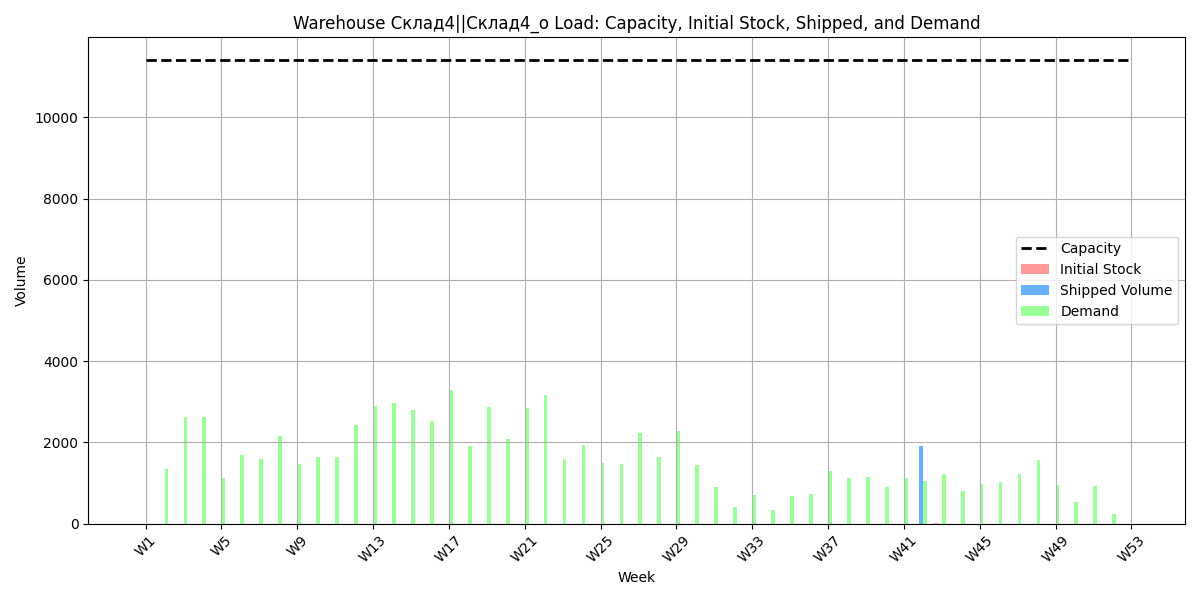 Warehouse Склад4||Склад4_о Load: Capacity, Initial Stock, Shipped, and Demand
Volume
10000
8000
6000
4000
2000
0
Capacity
Initial Stock
Shipped Volume
Demand
W1 W5 W9 W13 W17 W21 W25 W29 W33 W37 W41 W45 W49 W53
Week